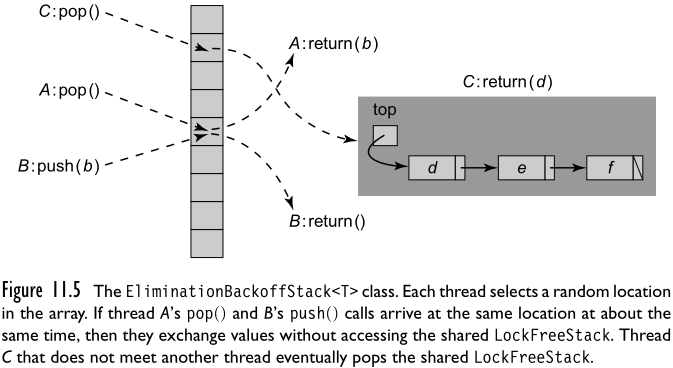 C:pop()
A:return(b)
C:return(d)
A:pop()
top
B:push(b)
d
e
f
B:return()
Figure 11.5 The EliminationBackoffStack<T> class. Each thread selects a random location
in the array. If thread A’s pop() and B’s push() calls arrive at the same location at about the
same time, then they exchange values without accessing the shared LockFreeStack. Thread
C that does not meet another thread eventually pops the shared LockFreeStack.